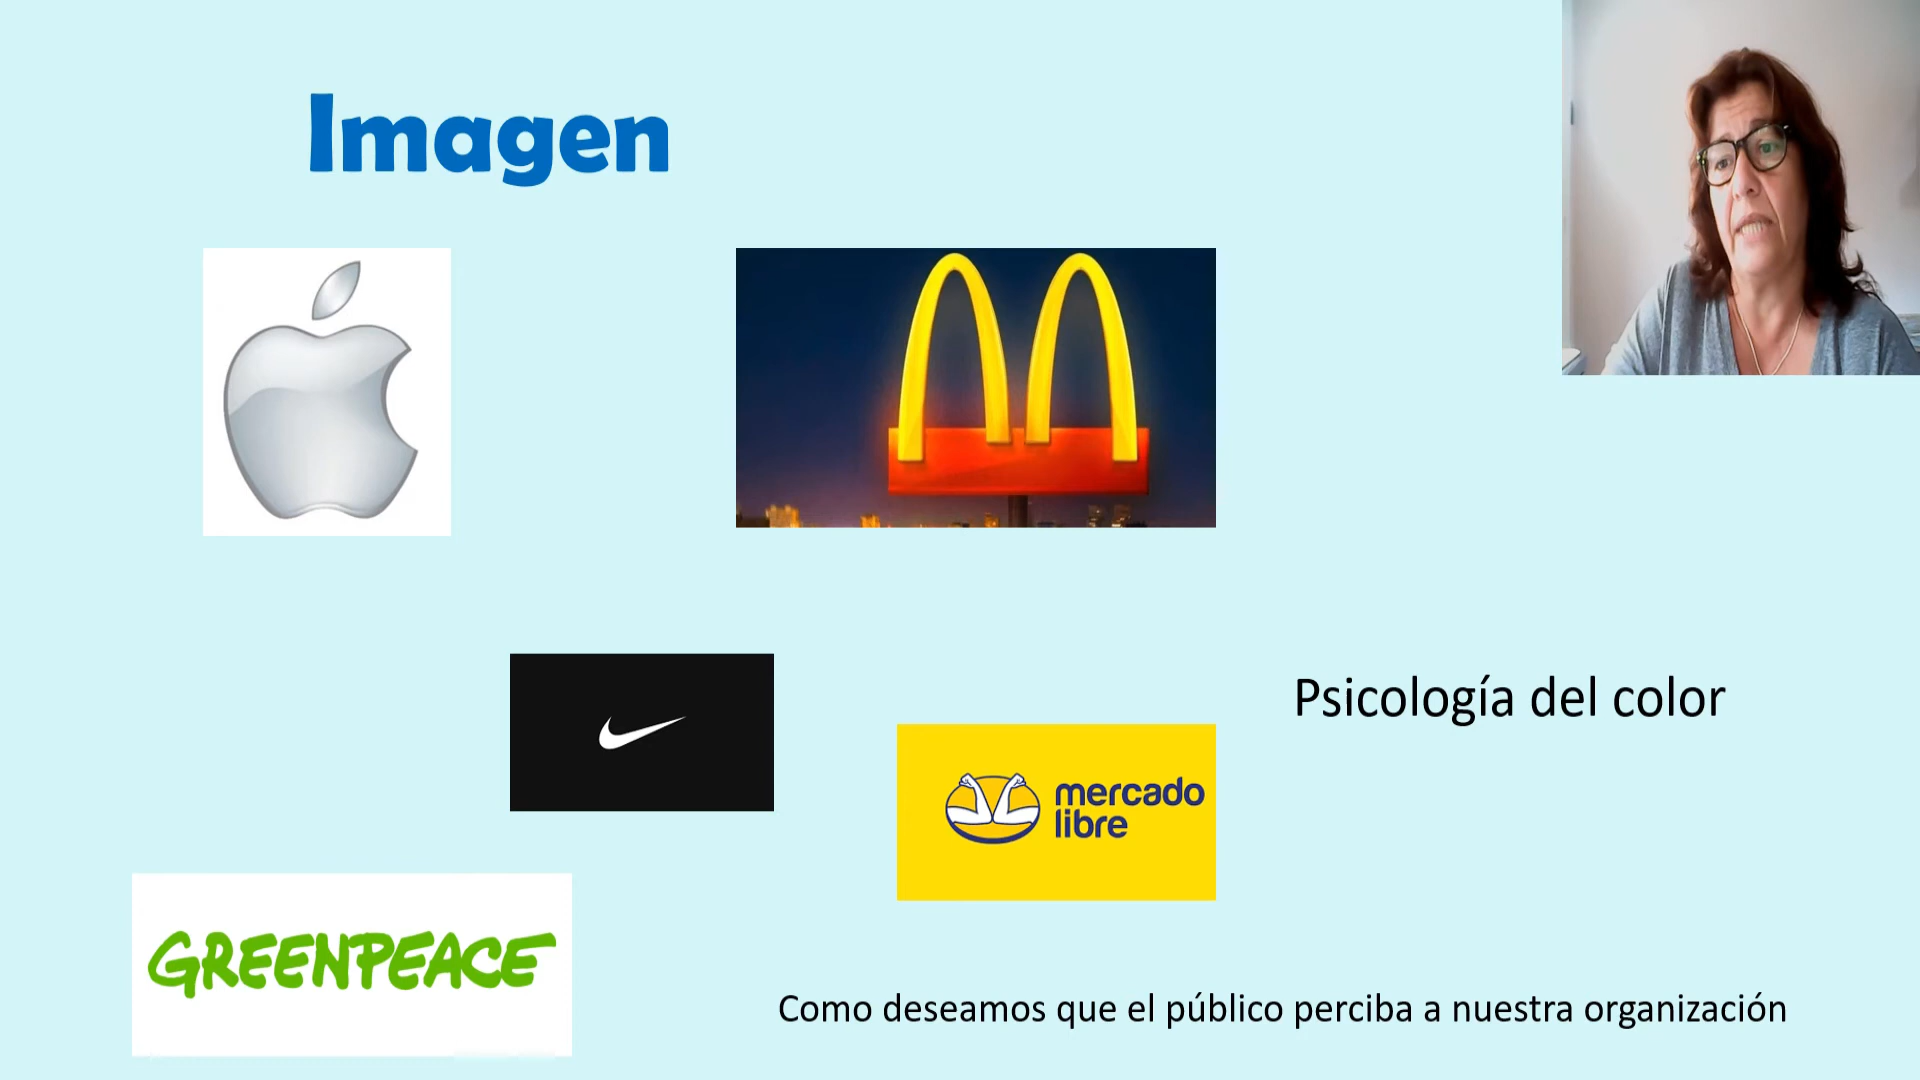 Imagen
Psicología del color
mercado
libre
GREENPEACE
Como deseamos que el público perciba a nuestra organización